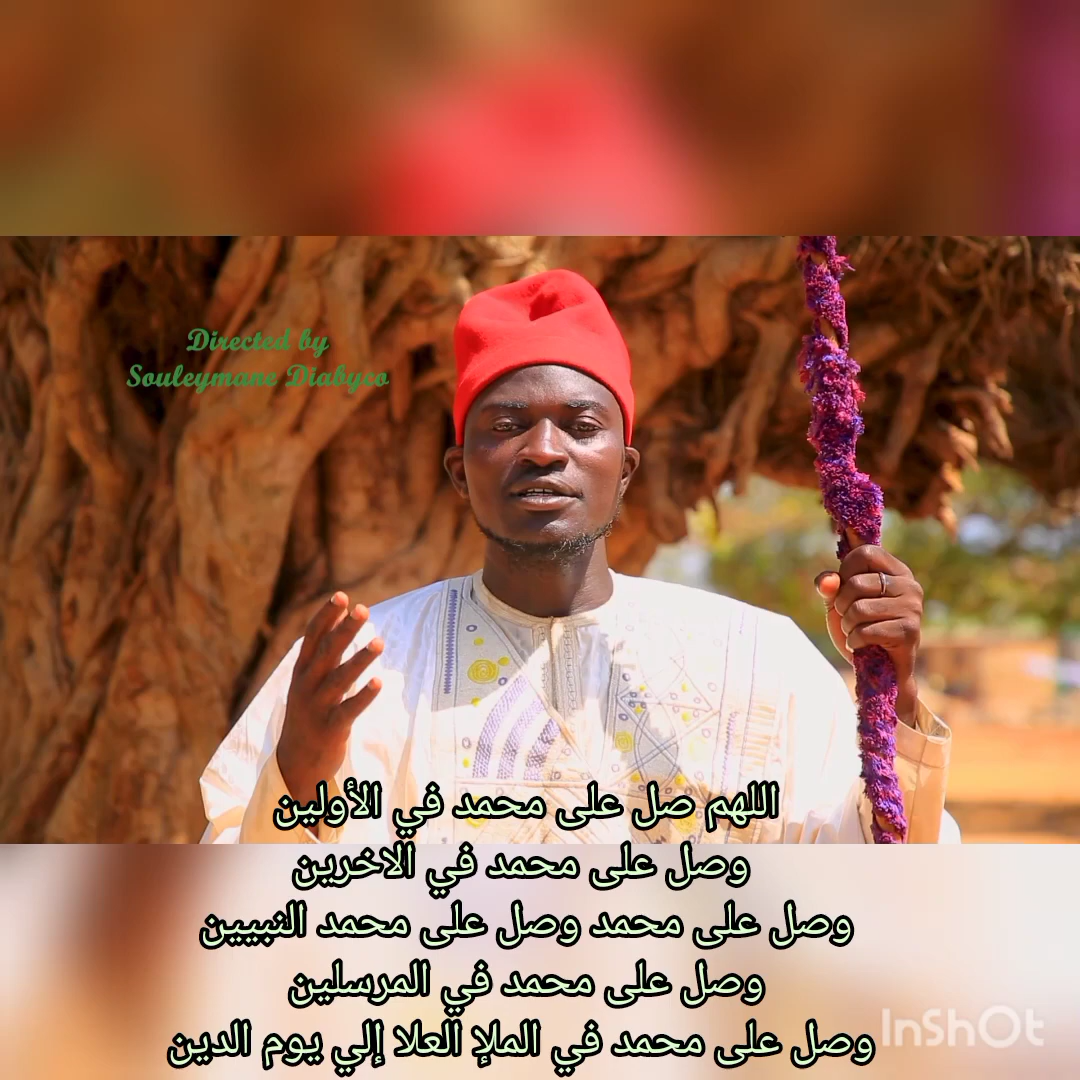 Directed by
Souleymane Diabyco
اللهم صل على محمد في الأولين
وصل على محمد في الاخرين
وصل على محمد وصل على محمد النبيين
وصل على محمد في المرسلين
وصل على محمد في الملإ العلا إلي يوم الدين
InShOt